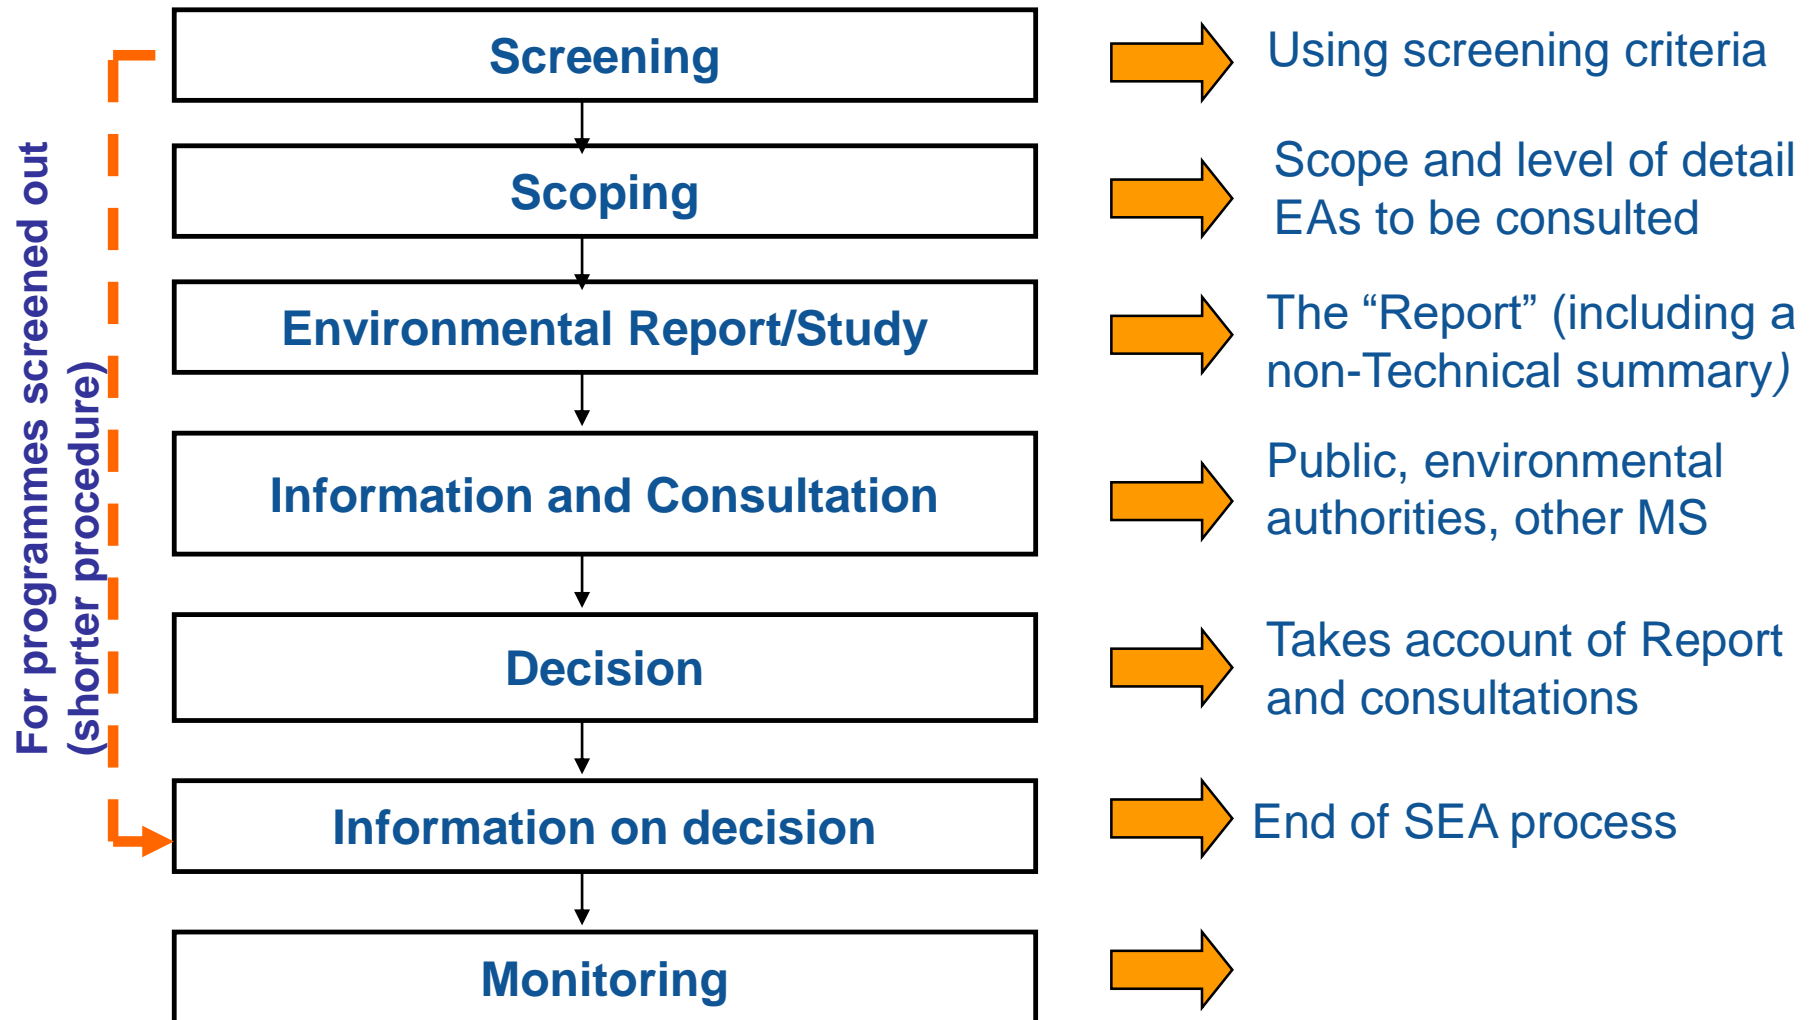 For programmes screened out
(shorter procedure)
Screening
Using screening criteria
Scoping
Scope and level of detail
EAs to be consulted
Environmental Report/Study
The “Report” (including a
non-Technical summary)
Information and Consultation
Public, environmental
authorities, other MS
Decision
Takes account of Report
and consultations
Information on decision
End of SEA process
Monitoring